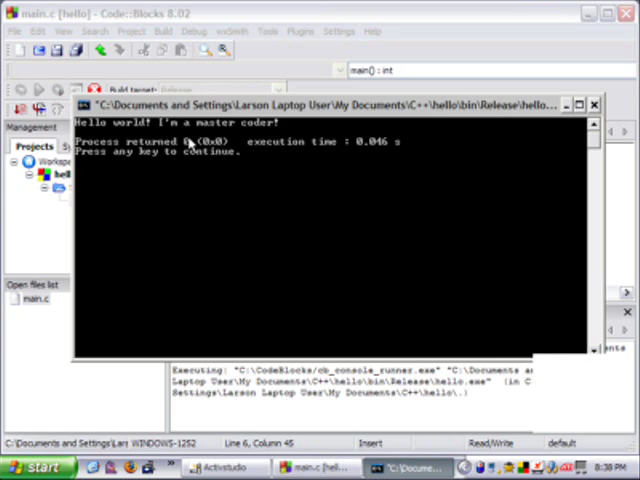 main.c [hello] - Code::Blocks 8.02
File Edit View Search Project Build Debug wxSmith Tools Plugins Settings Help
main() : int
Build target: Release
"C:\Documents and Settings\Larson Laptop User\My Documents\C++\hello\bin\Release\hello...
Hello world! I'm a master coder!
Process returned 0 (0x0)   execution time : 0.046 s
Press any key to continue.
Management
Projects Sy
Workspa
hell
Open files list
main.c
Executing: "C:\CodeBlocks/cb_console_runner.exe" "C:\Documents a
Laptop User\My Documents\C++\hello\bin\Release\hello.exe"  (in C
Settings\Larson Laptop User\My Documents\C++\hello\.)
C:\Documents and Settings\Lars WINDOWS-1252 Line 6, Column 45 Insert Read/Write default
start Activstudio main.c [hell... "C:\Docume... 8:38 PM